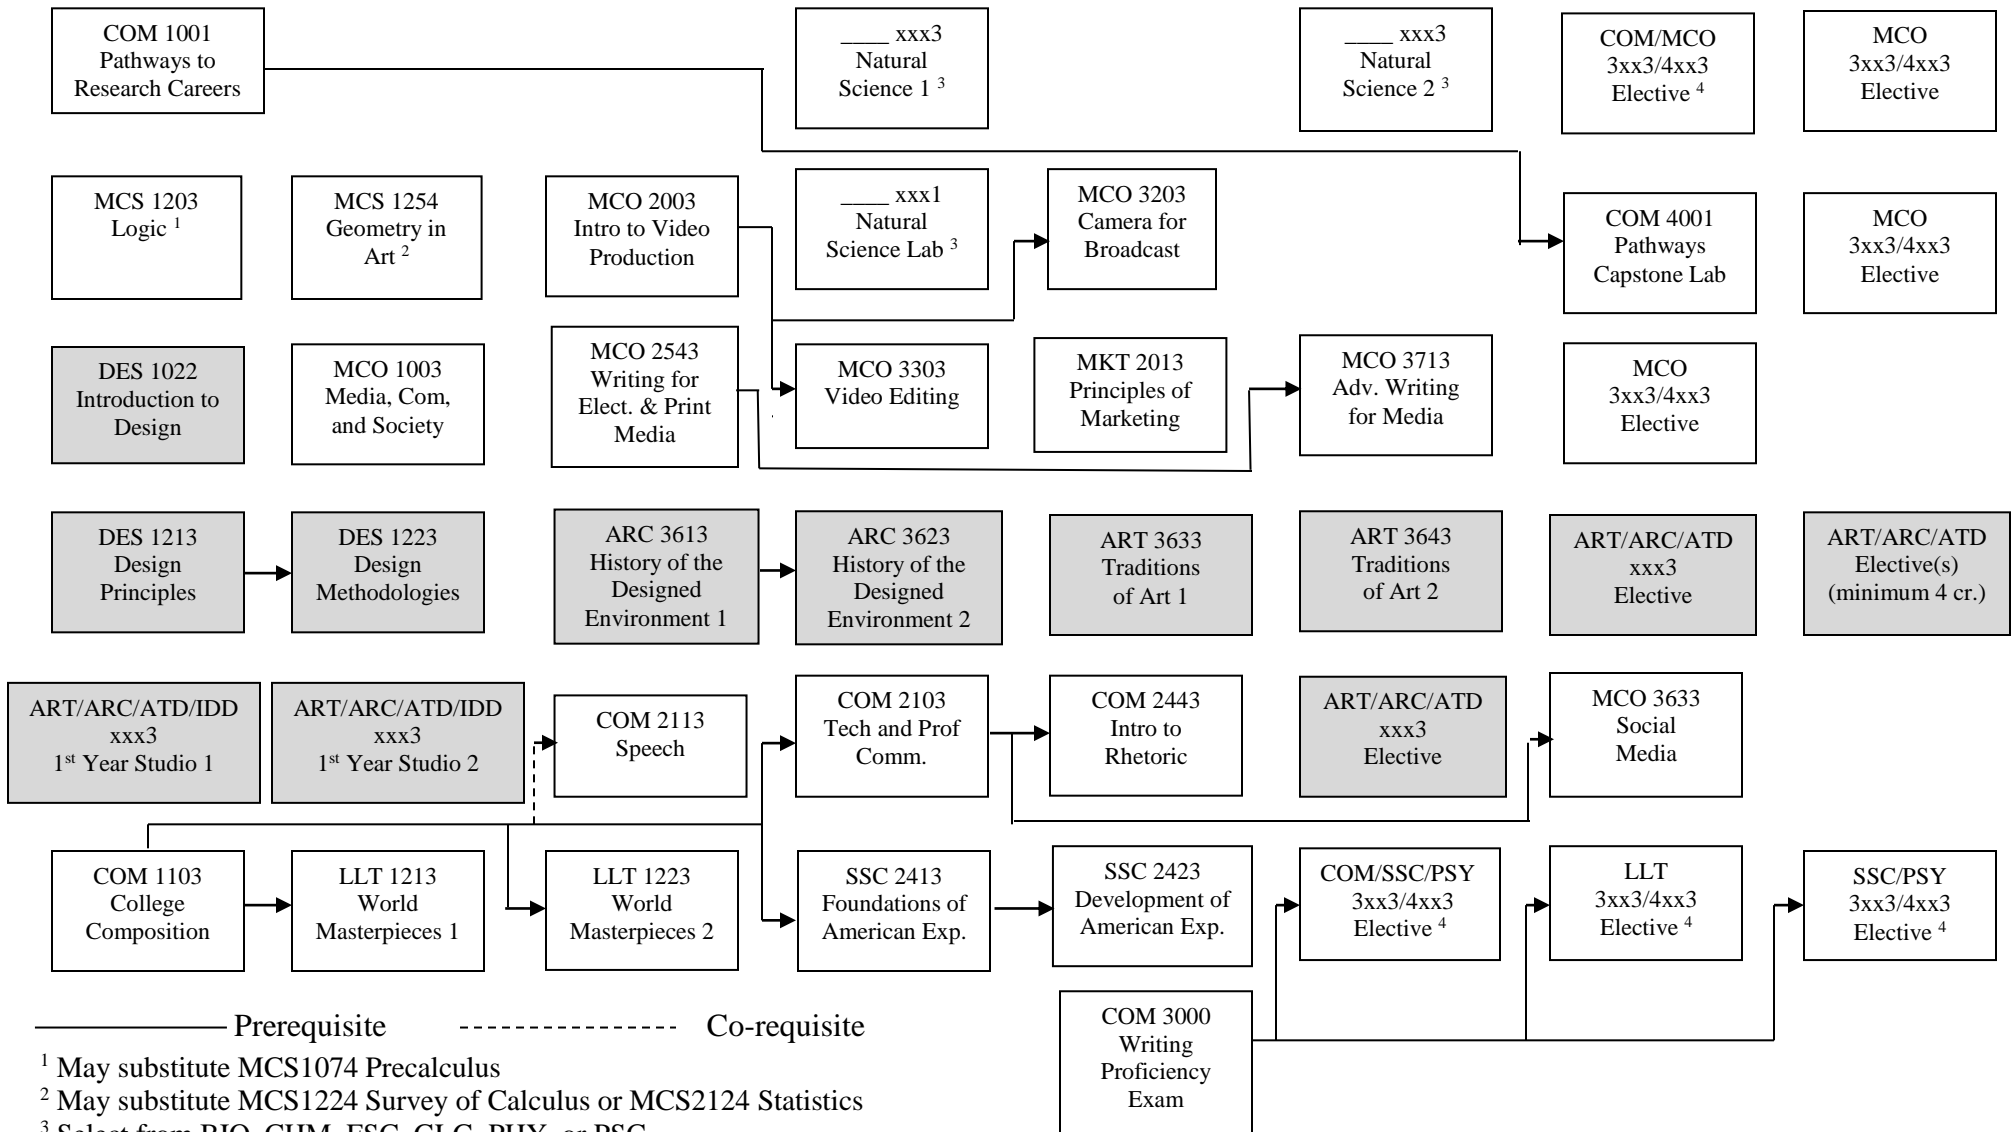 COM 1001
Pathways to
Research Careers
____ xxx3
Natural
Science 1 ³
____ xxx3
Natural
Science 2 ³
COM/MCO
3xx3/4xx3
Elective ⁴
MCO
3xx3/4xx3
Elective
MCS 1203
Logic ¹
MCS 1254
Geometry in
Art ²
MCO 2003
Intro to Video
Production
____ xxx1
Natural
Science Lab ³
MCO 3203
Camera for
Broadcast
COM 4001
Pathways
Capstone Lab
MCO
3xx3/4xx3
Elective
DES 1022
Introduction to
Design
MCO 1003
Media, Com,
and Society
MCO 2543
Writing for
Elect. & Print
Media
MCO 3303
Video Editing
MKT 2013
Principles of
Marketing
MCO 3713
Adv. Writing
for Media
MCO
3xx3/4xx3
Elective
DES 1213
Design
Principles
DES 1223
Design
Methodologies
ARC 3613
History of the
Designed
Environment 1
ARC 3623
History of the
Designed
Environment 2
ART 3633
Traditions
of Art 1
ART 3643
Traditions
of Art 2
ART/ARC/ATD
xxx3
Elective
ART/ARC/ATD
Elective(s)
(minimum 4 cr.)
ART/ARC/ATD/IDD
xxx3
1st Year Studio 1
ART/ARC/ATD/IDD
xxx3
1st Year Studio 2
COM 2113
Speech
COM 2103
Tech and Prof
Comm.
COM 2443
Intro to
Rhetoric
ART/ARC/ATD
xxx3
Elective
MCO 3633
Social
Media
COM 1103
College
Composition
LLT 1213
World
Masterpieces 1
LLT 1223
World
Masterpieces 2
SSC 2413
Foundations of
American Exp.
SSC 2423
Development of
American Exp.
COM/SSC/PSY
3xx3/4xx3
Elective ⁴
LLT
3xx3/4xx3
Elective ⁴
SSC/PSY
3xx3/4xx3
Elective ⁴
COM 3000
Writing
Proficiency
Exam
Prerequisite
Co-requisite
¹ May substitute MCS1074 Precalculus
² May substitute MCS1224 Survey of Calculus or MCS2124 Statistics
³ Select from BIO, CHM, ESC, GLG, PHY, or PSC